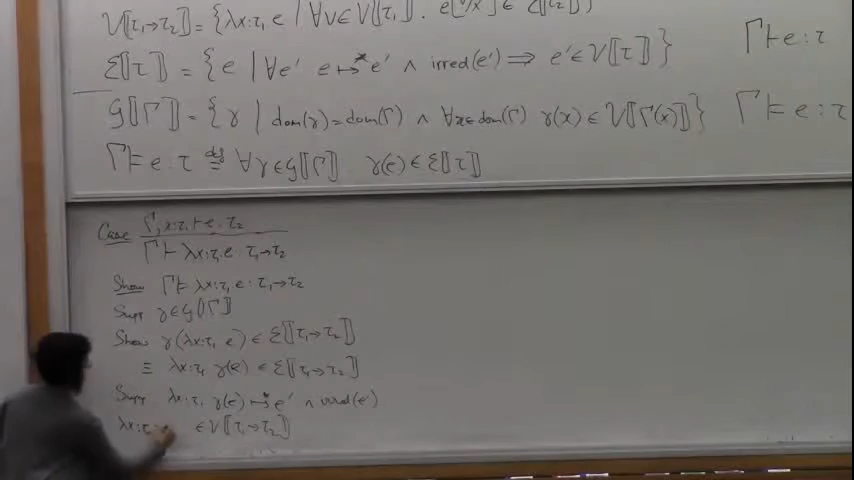 V⟦τ₁→τ₂⟧ = {λx:τ₁. e | ∀v∈V⟦τ₁⟧. e[v/x] ∈ E⟦τ₂⟧}
Γ ⊢ e : τ
E⟦τ⟧ = {e | ∀e' e ↦* e' ∧ irred(e') ⟹ e' ∈ V⟦τ⟧}
G⟦Γ⟧ = {γ | dom(γ) = dom(Γ) ∧ ∀x∈dom(Γ) γ(x) ∈ V⟦Γ(x)⟧}
Γ ⊨ e : τ
Γ ⊨ e : τ ≝ ∀γ∈G⟦Γ⟧ γ(e) ∈ E⟦τ⟧
Case Γ, x:τ₁ ⊢ e : τ₂
Γ ⊢ λx:τ₁ e : τ₁→τ₂
Show Γ ⊨ λx:τ₁ e : τ₁→τ₂
Supp γ∈G⟦Γ⟧
Show γ(λx:τ₁ e) ∈ E⟦τ₁→τ₂⟧
≡ λx:τ₁ γ(e) ∈ E⟦τ₁→τ₂⟧
Supp λx:τ₁. γ(e) ↦* e' ∧ irred(e')
λx:τ₁ ∈ V⟦τ₁→τ₂⟧